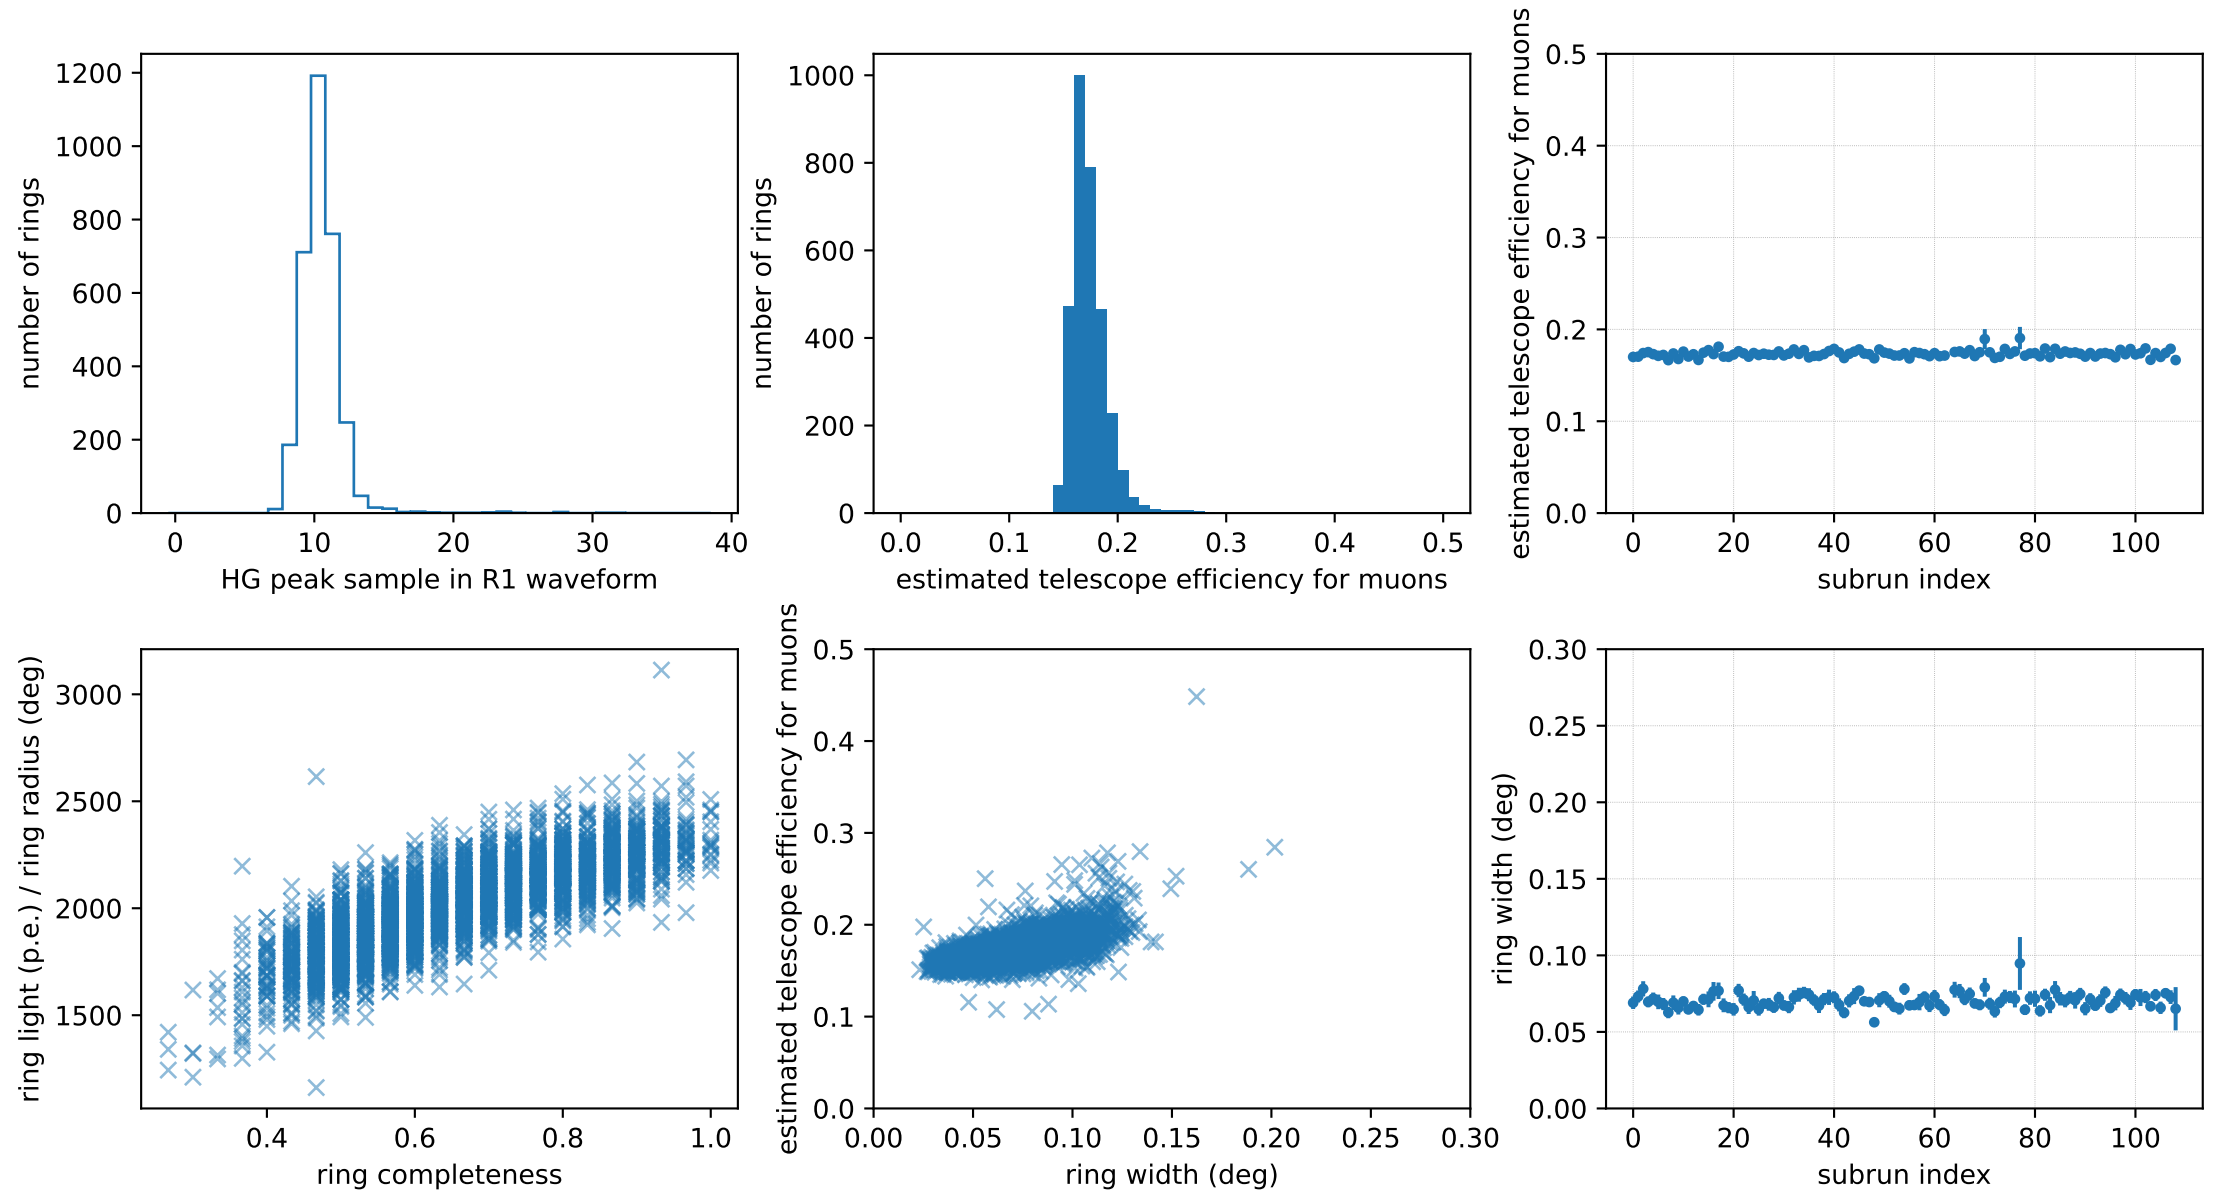 1200
1000
800
600
400
200
0
number of rings
0 10 20 30 40
HG peak sample in R1 waveform
1000
800
600
400
200
0
number of rings
0.0 0.1 0.2 0.3 0.4 0.5
estimated telescope efficiency for muons
0.5
0.4
0.3
0.2
0.1
0.0
estimated telescope efficiency for muons
0 20 40 60 80 100
subrun index
3000
2500
2000
1500
ring light (p.e.) / ring radius (deg)
0.4 0.6 0.8 1.0
ring completeness
0.5
0.4
0.3
0.2
0.1
0.0
estimated telescope efficiency for muons
0.00 0.05 0.10 0.15 0.20 0.25 0.30
ring width (deg)
0.30
0.25
0.20
0.15
0.10
0.05
0.00
ring width (deg)
0 20 40 60 80 100
subrun index